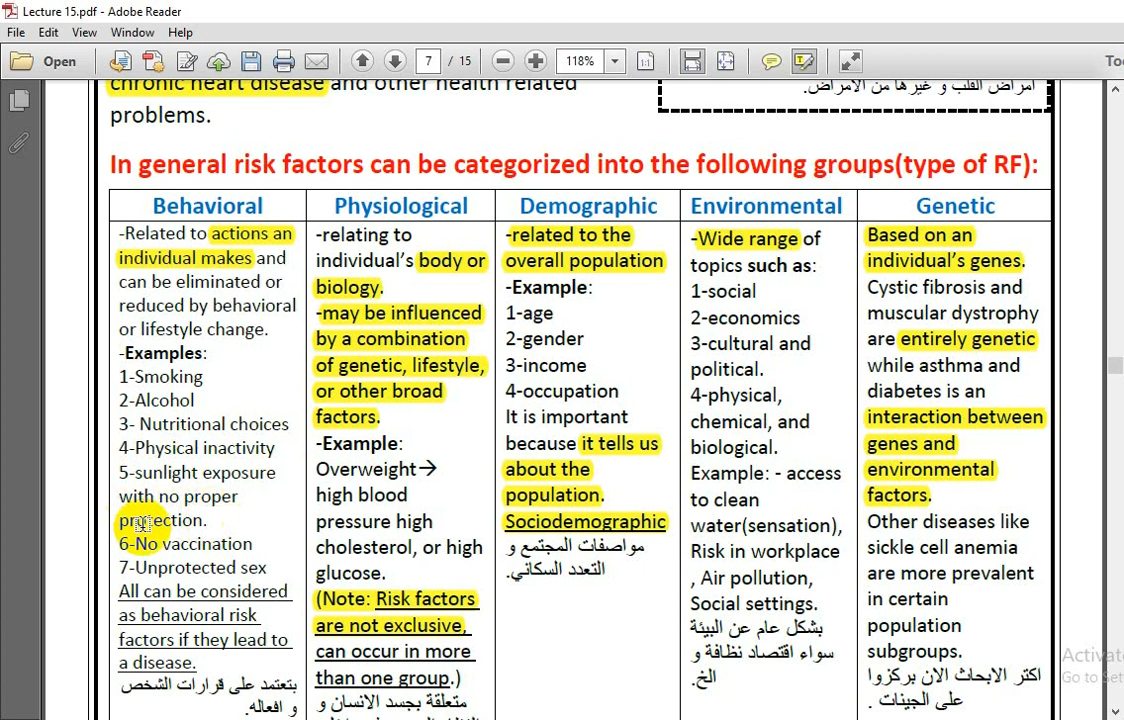 Lecture 15.pdf - Adobe Reader
File Edit View Window Help
Open 7 / 15 118% To
chronic heart disease and other health related
problems.
امراض القلب و غيرها من الامراض.
In general risk factors can be categorized into the following groups(type of RF):
Behavioral
-Related to actions an
individual makes and
can be eliminated or
reduced by behavioral
or lifestyle change.
-Examples:
1-Smoking
2-Alcohol
3- Nutritional choices
4-Physical inactivity
5-sunlight exposure
with no proper
protection.
6-No vaccination
7-Unprotected sex
All can be considered
as behavioral risk
factors if they lead to
a disease.
بتعتمد على قرارات الشخص
و افعاله.
Physiological
-relating to
individual's body or
biology.
-may be influenced
by a combination
of genetic, lifestyle,
or other broad
factors.
-Example:
Overweight→
high blood
pressure high
cholesterol, or high
glucose.
(Note: Risk factors
are not exclusive,
can occur in more
than one group.)
متعلقة بجسد الانسان و
Demographic
-related to the
overall population
-Example:
1-age
2-gender
3-income
4-occupation
It is important
because it tells us
about the
population.
Sociodemographic
مواصفات المجتمع و
التعدد السكاني.
Environmental
-Wide range of
topics such as:
1-social
2-economics
3-cultural and
political.
4-physical,
chemical, and
biological.
Example: - access
to clean
water(sensation),
Risk in workplace
, Air pollution,
Social settings.
بشكل عام عن البيئة
سواء اقتصاد نظافة و
الخ.
Genetic
Based on an
individual's genes.
Cystic fibrosis and
muscular dystrophy
are entirely genetic
while asthma and
diabetes is an
interaction between
genes and
environmental
factors.
Other diseases like
sickle cell anemia
are more prevalent
in certain
population
subgroups.
اكتر الابحاث الان بركزوا
على الجينات .
Activate
Go to Set